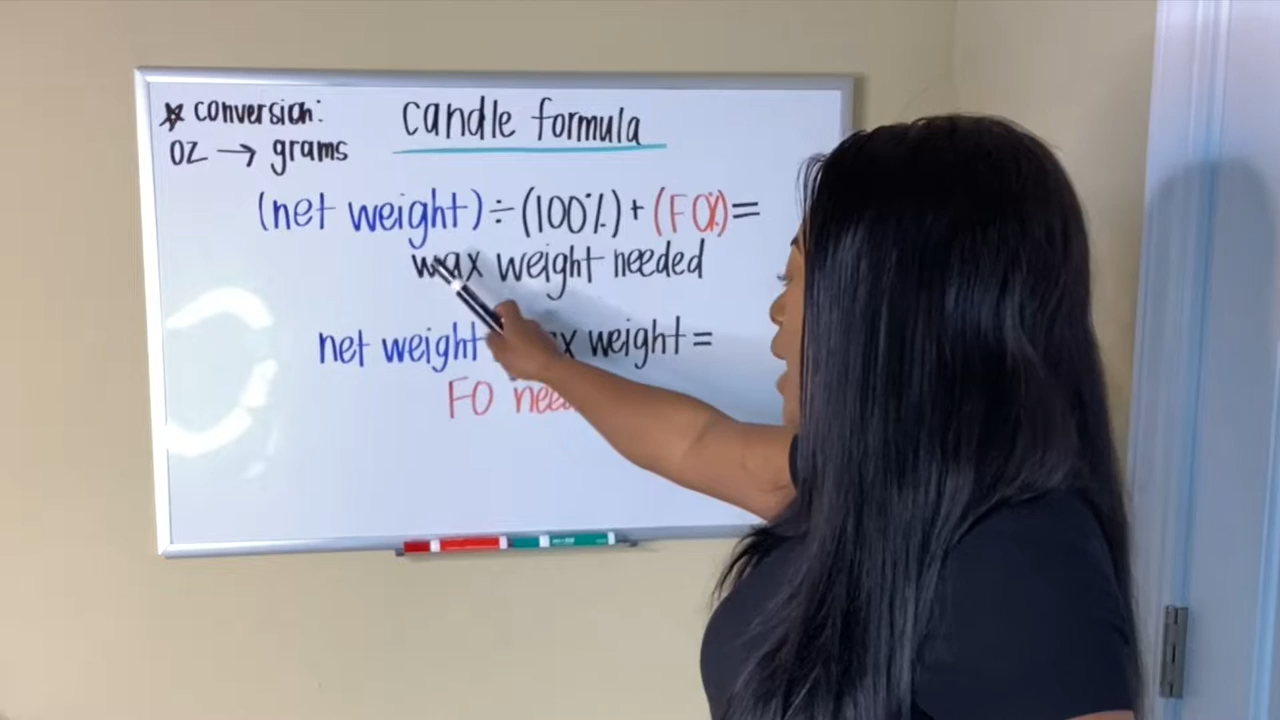 ☆ conversion:
oz → grams
candle formula
(net weight) ÷ (100%) + (FO%) =
wax weight needed
net weight weight =
FO